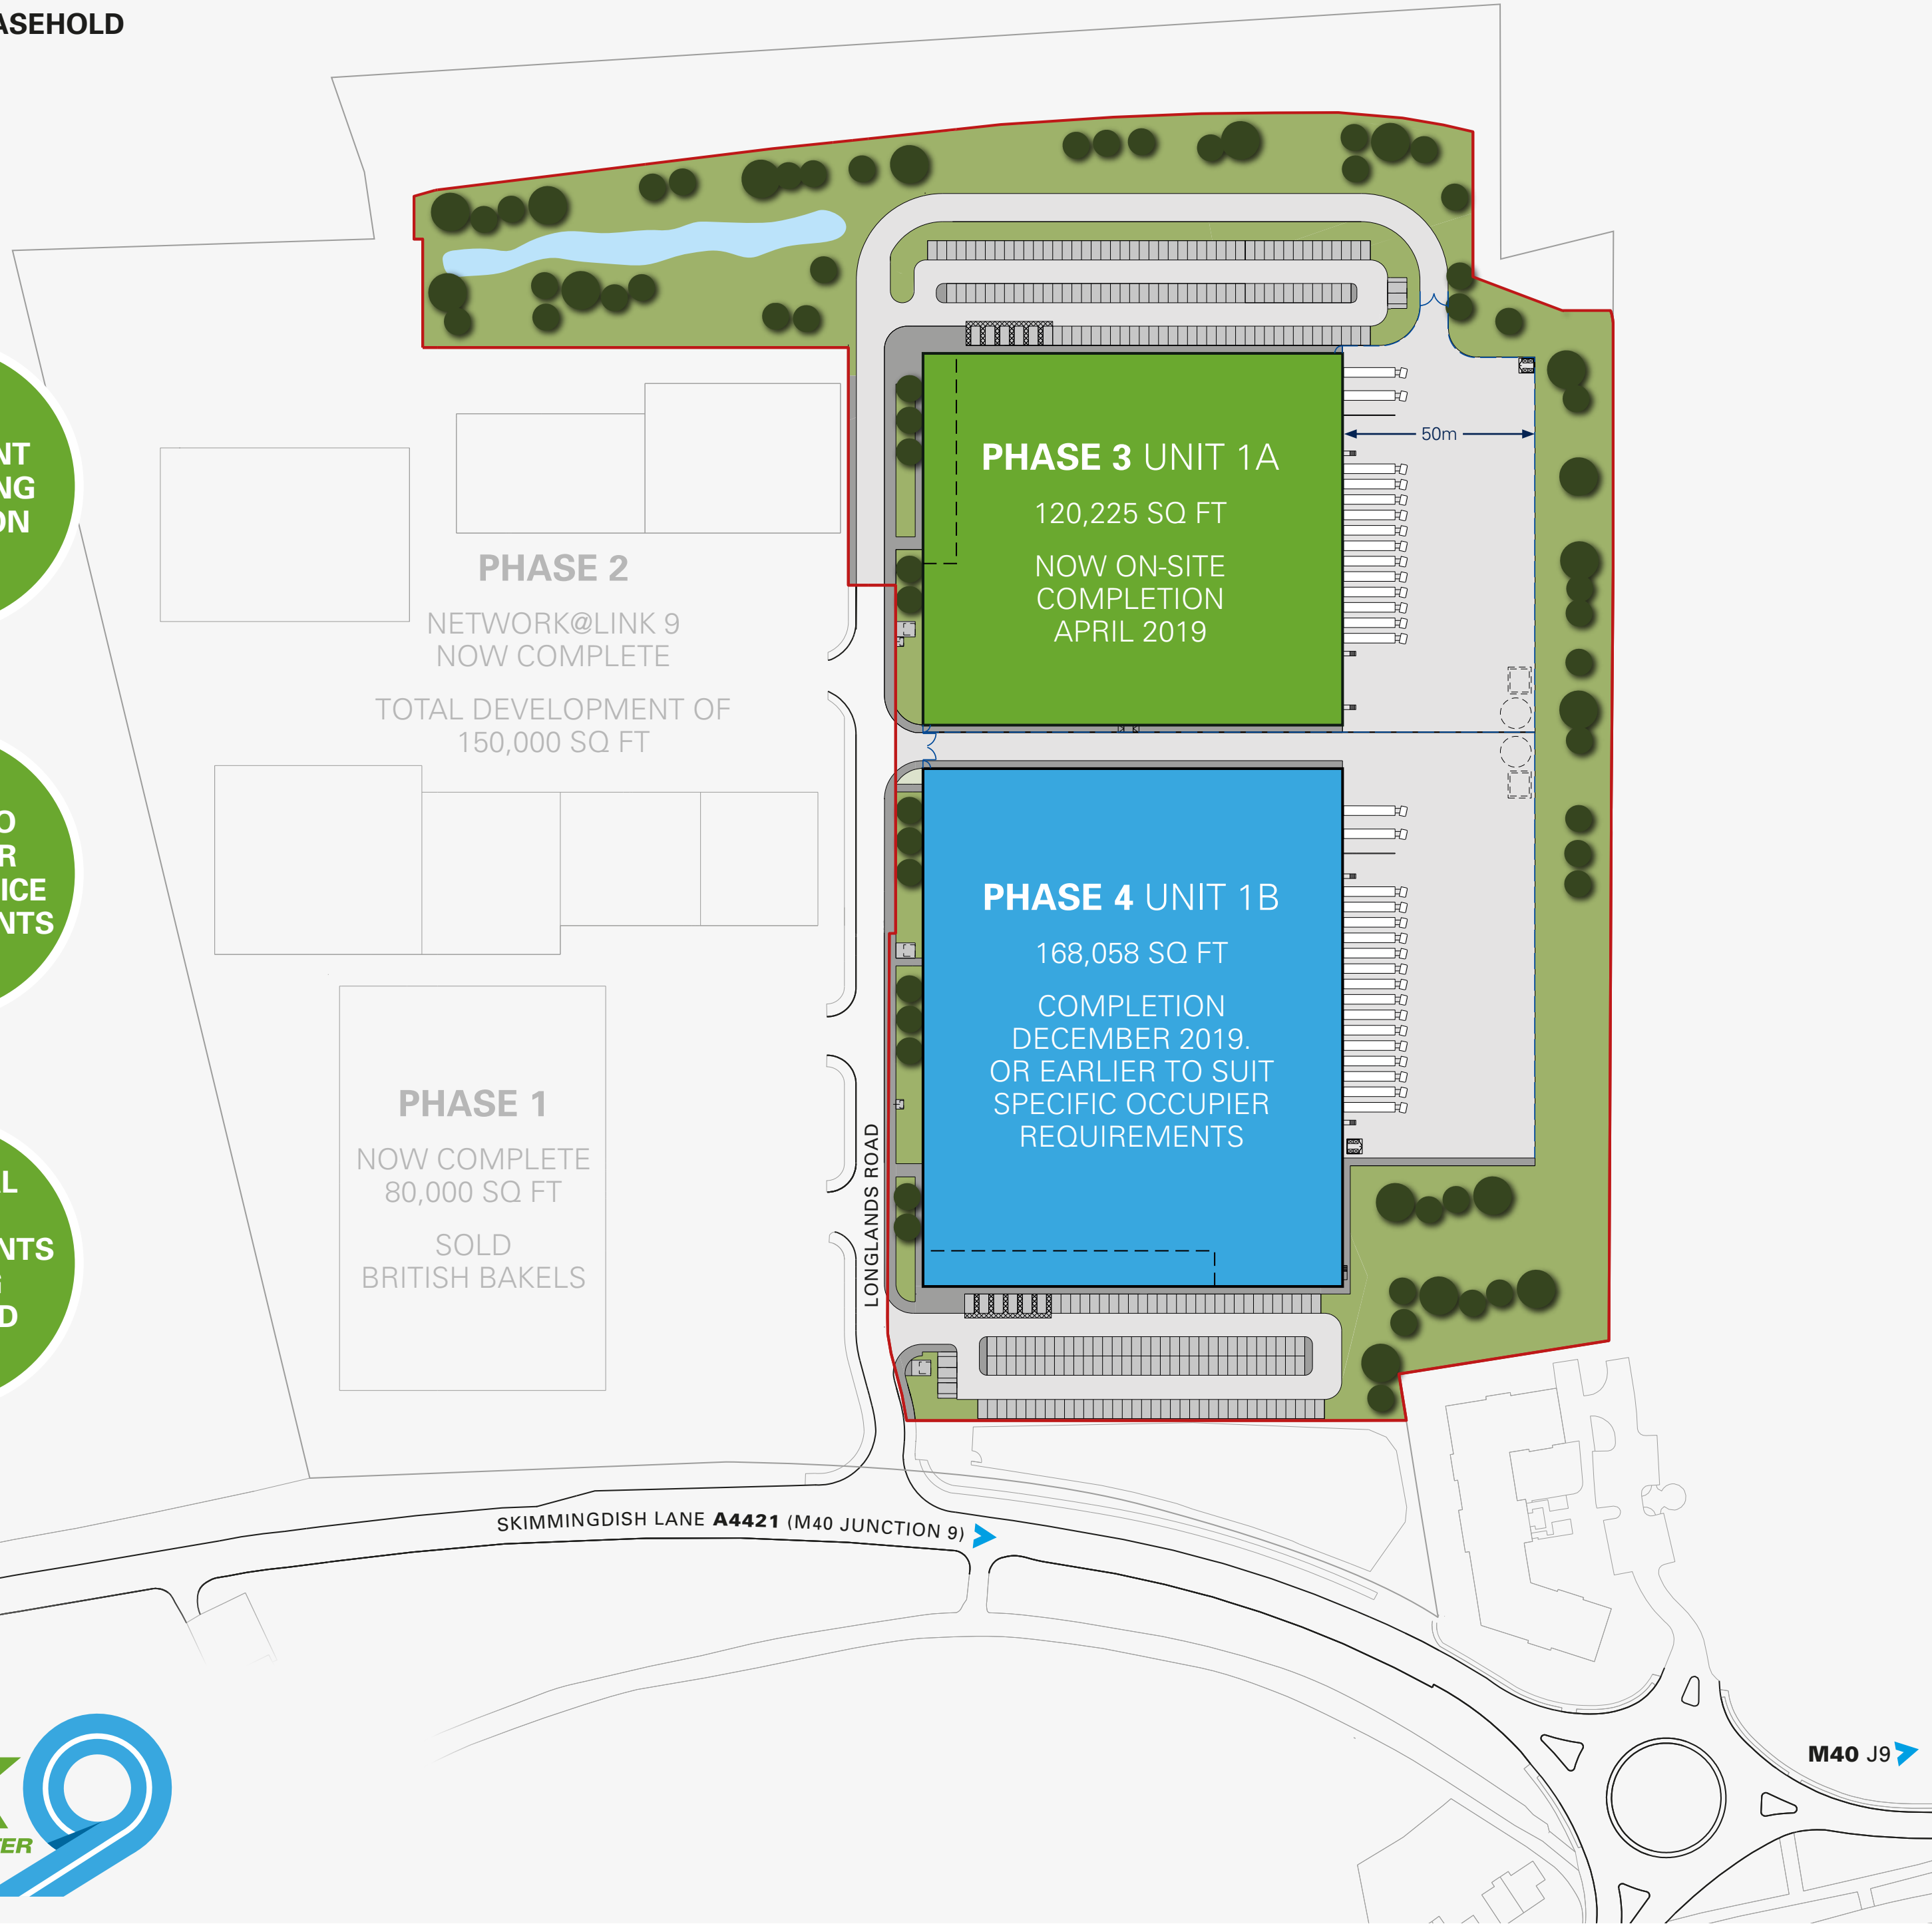 ASEHOLD
NT
NG
ON
O
R
ICE
NTS
L
NTS
G
D
PHASE 3 UNIT 1A
120,225 SQ FT
NOW ON-SITE
COMPLETION
APRIL 2019
50m
PHASE 2
NETWORK@LINK 9
NOW COMPLETE
TOTAL DEVELOPMENT OF
150,000 SQ FT
PHASE 4 UNIT 1B
168,058 SQ FT
COMPLETION
DECEMBER 2019.
OR EARLIER TO SUIT
SPECIFIC OCCUPIER
REQUIREMENTS
PHASE 1
NOW COMPLETE
80,000 SQ FT
SOLD
BRITISH BAKELS
LONGLANDS ROAD
SKIMMINGDISH LANE A4421 (M40 JUNCTION 9)
M40 J9
K9
TER